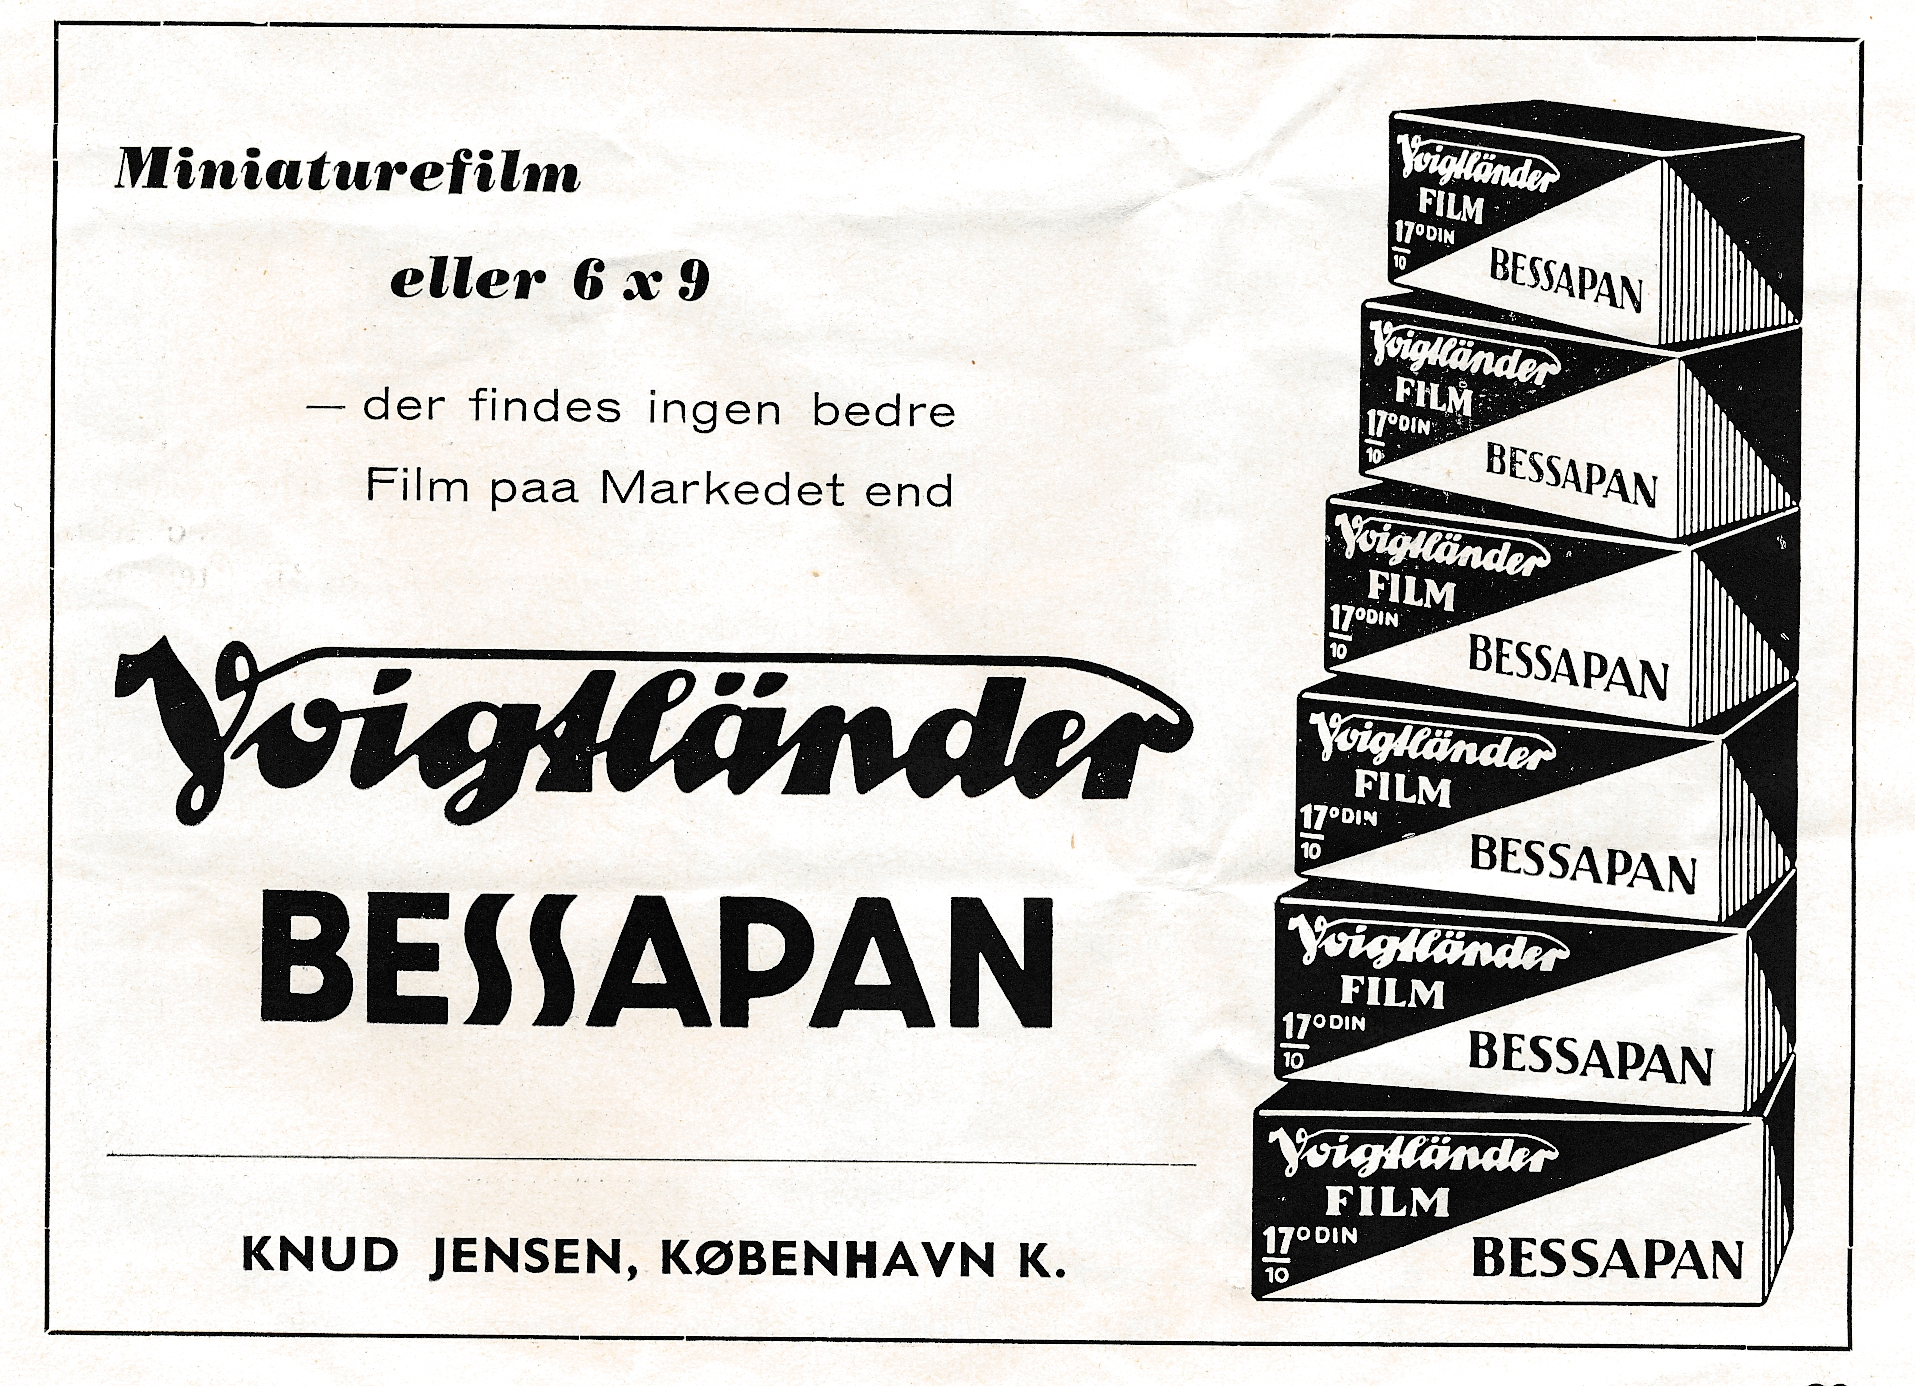 Miniaturefilm
eller 6 x 9
— der findes ingen bedre
Film paa Markedet end
Voigtländer
BESSAPAN
KNUD JENSEN, KØBENHAVN K.
Voigtländer
FILM
17° DIN
10
BESSAPAN
Voigtländer
FILM
17° DIN
10
BESSAPAN
Voigtländer
FILM
17° DIN
10
BESSAPAN
Voigtländer
FILM
17° DIN
10
BESSAPAN
Voigtländer
FILM
17° DIN
10
BESSAPAN
Voigtländer
FILM
17° DIN
10
BESSAPAN